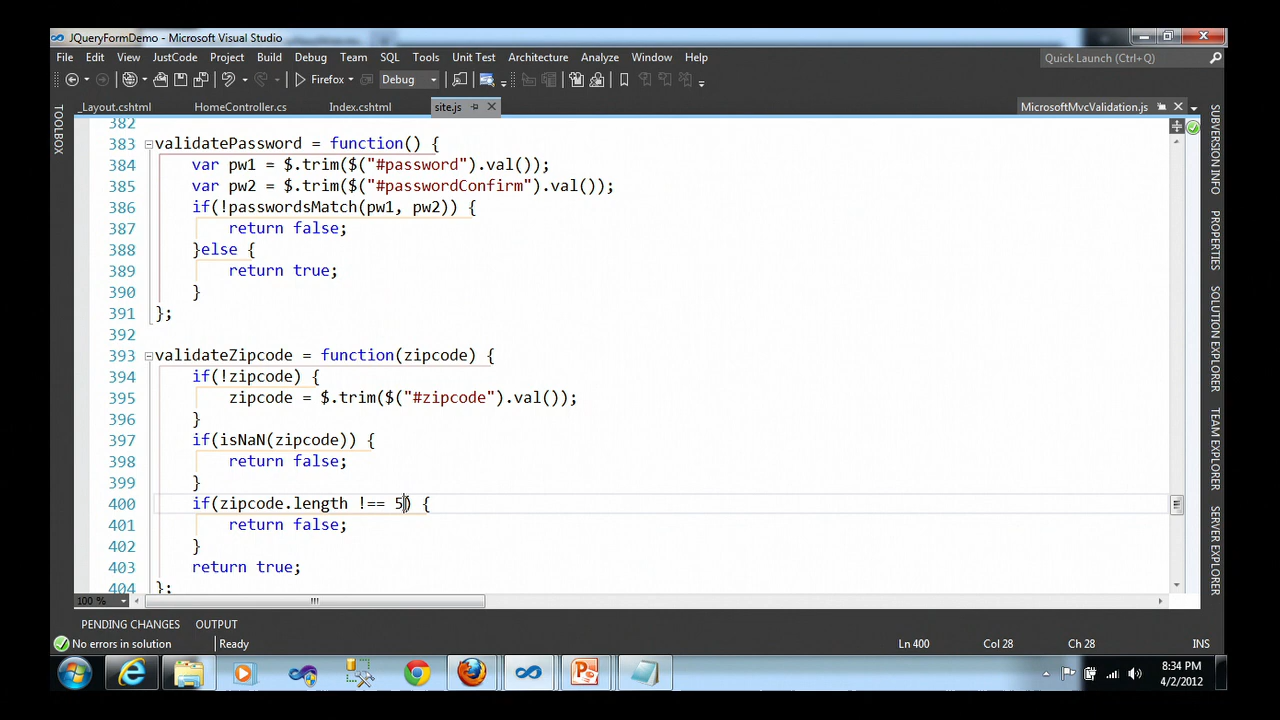 JQueryFormDemo - Microsoft Visual Studio
File Edit View JustCode Project Build Debug Team SQL Tools Unit Test Architecture Analyze Window Help
Quick Launch (Ctrl+Q)
Firefox Debug
_Layout.cshtml HomeController.cs Index.cshtml site.js MicrosoftMvcValidation.js
TOOLBOX
382
383 validatePassword = function() {
384 var pw1 = $.trim($("#password").val());
385 var pw2 = $.trim($("#passwordConfirm").val());
386 if(!passwordsMatch(pw1, pw2)) {
387 return false;
388 }else {
389 return true;
390 }
391 };
392
393 validateZipcode = function(zipcode) {
394 if(!zipcode) {
395 zipcode = $.trim($("#zipcode").val());
396 }
397 if(isNaN(zipcode)) {
398 return false;
399 }
400 if(zipcode.length !== 5) {
401 return false;
402 }
403 return true;
404 };
SUBVERSION INFO
PROPERTIES
SOLUTION EXPLORER
TEAM EXPLORER
SERVER EXPLORER
100 %
PENDING CHANGES OUTPUT
No errors in solution Ready Ln 400 Col 28 Ch 28 INS
8:34 PM
4/2/2012